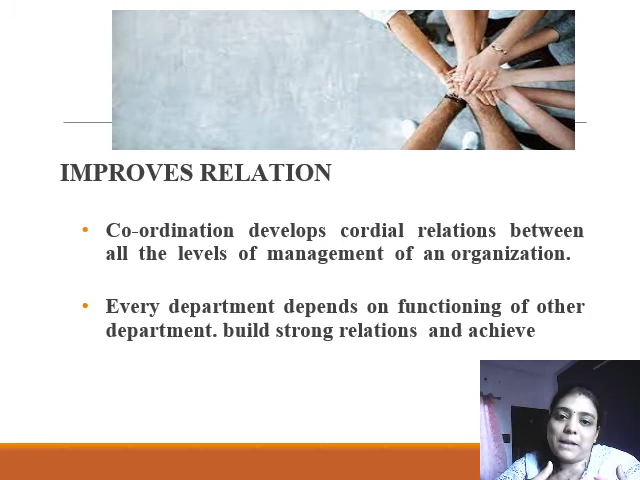 IMPROVES RELATION
• Co-ordination develops cordial relations between
all the levels of management of an organization.
• Every department depends on functioning of other
department. build strong relations and achieve